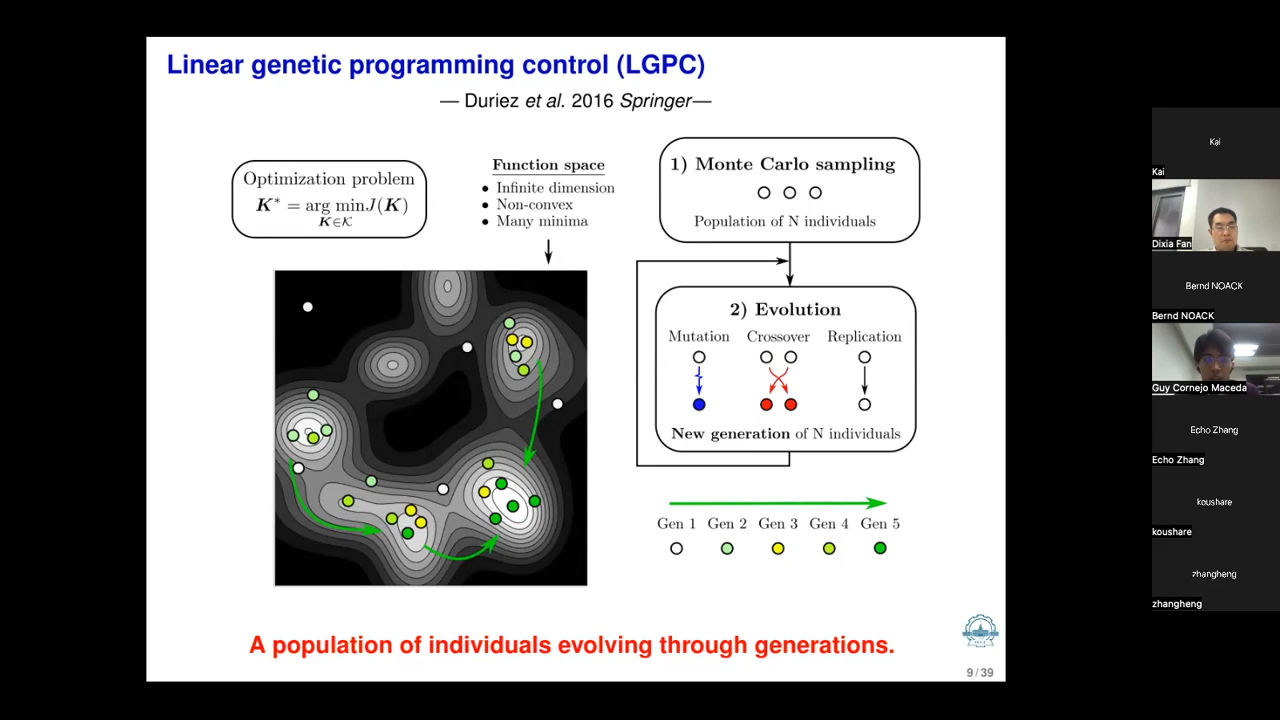 Linear genetic programming control (LGPC)
— Duriez et al. 2016 Springer—
Optimization problem
K* = arg min J(K)
K∈𝒦
Function space
• Infinite dimension
• Non-convex
• Many minima
1) Monte Carlo sampling
Population of N individuals
2) Evolution
Mutation Crossover Replication
New generation of N individuals
Gen 1 Gen 2 Gen 3 Gen 4 Gen 5
A population of individuals evolving through generations.
9 / 39
Kai
Kai
Dixia Fan
Bernd NOACK
Bernd NOACK
Guy Cornejo Maceda
Echo Zhang
Echo Zhang
koushare
koushare
zhangheng
zhangheng